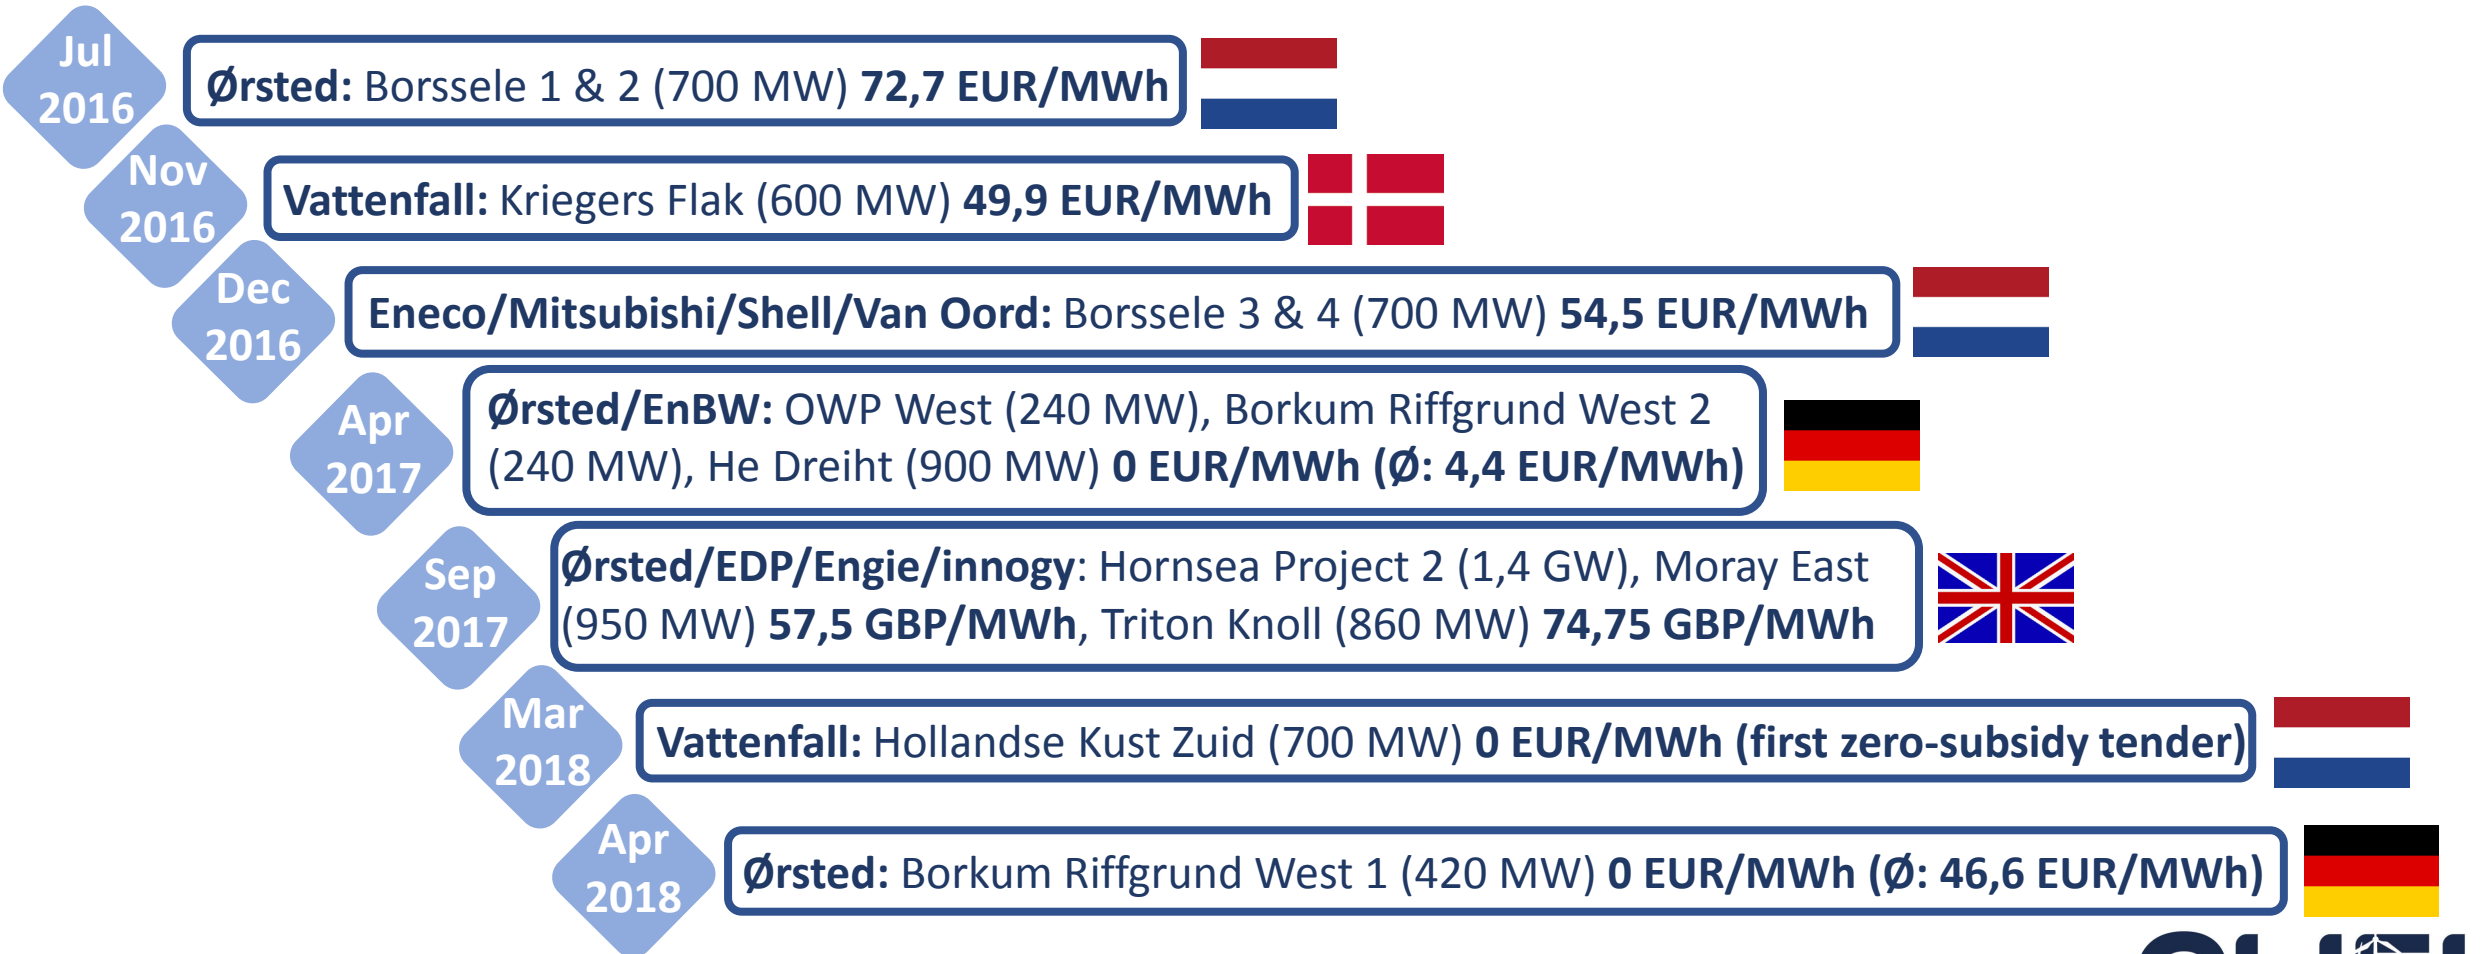 Jul
2016
Ørsted: Borssele 1 & 2 (700 MW) 72,7 EUR/MWh
Nov
2016
Vattenfall: Kriegers Flak (600 MW) 49,9 EUR/MWh
Dec
2016
Eneco/Mitsubishi/Shell/Van Oord: Borssele 3 & 4 (700 MW) 54,5 EUR/MWh
Apr
2017
Ørsted/EnBW: OWP West (240 MW), Borkum Riffgrund West 2
(240 MW), He Dreiht (900 MW) 0 EUR/MWh (Ø: 4,4 EUR/MWh)
Sep
2017
Ørsted/EDP/Engie/innogy: Hornsea Project 2 (1,4 GW), Moray East
(950 MW) 57,5 GBP/MWh, Triton Knoll (860 MW) 74,75 GBP/MWh
Mar
2018
Vattenfall: Hollandse Kust Zuid (700 MW) 0 EUR/MWh (first zero-subsidy tender)
Apr
2018
Ørsted: Borkum Riffgrund West 1 (420 MW) 0 EUR/MWh (Ø: 46,6 EUR/MWh)